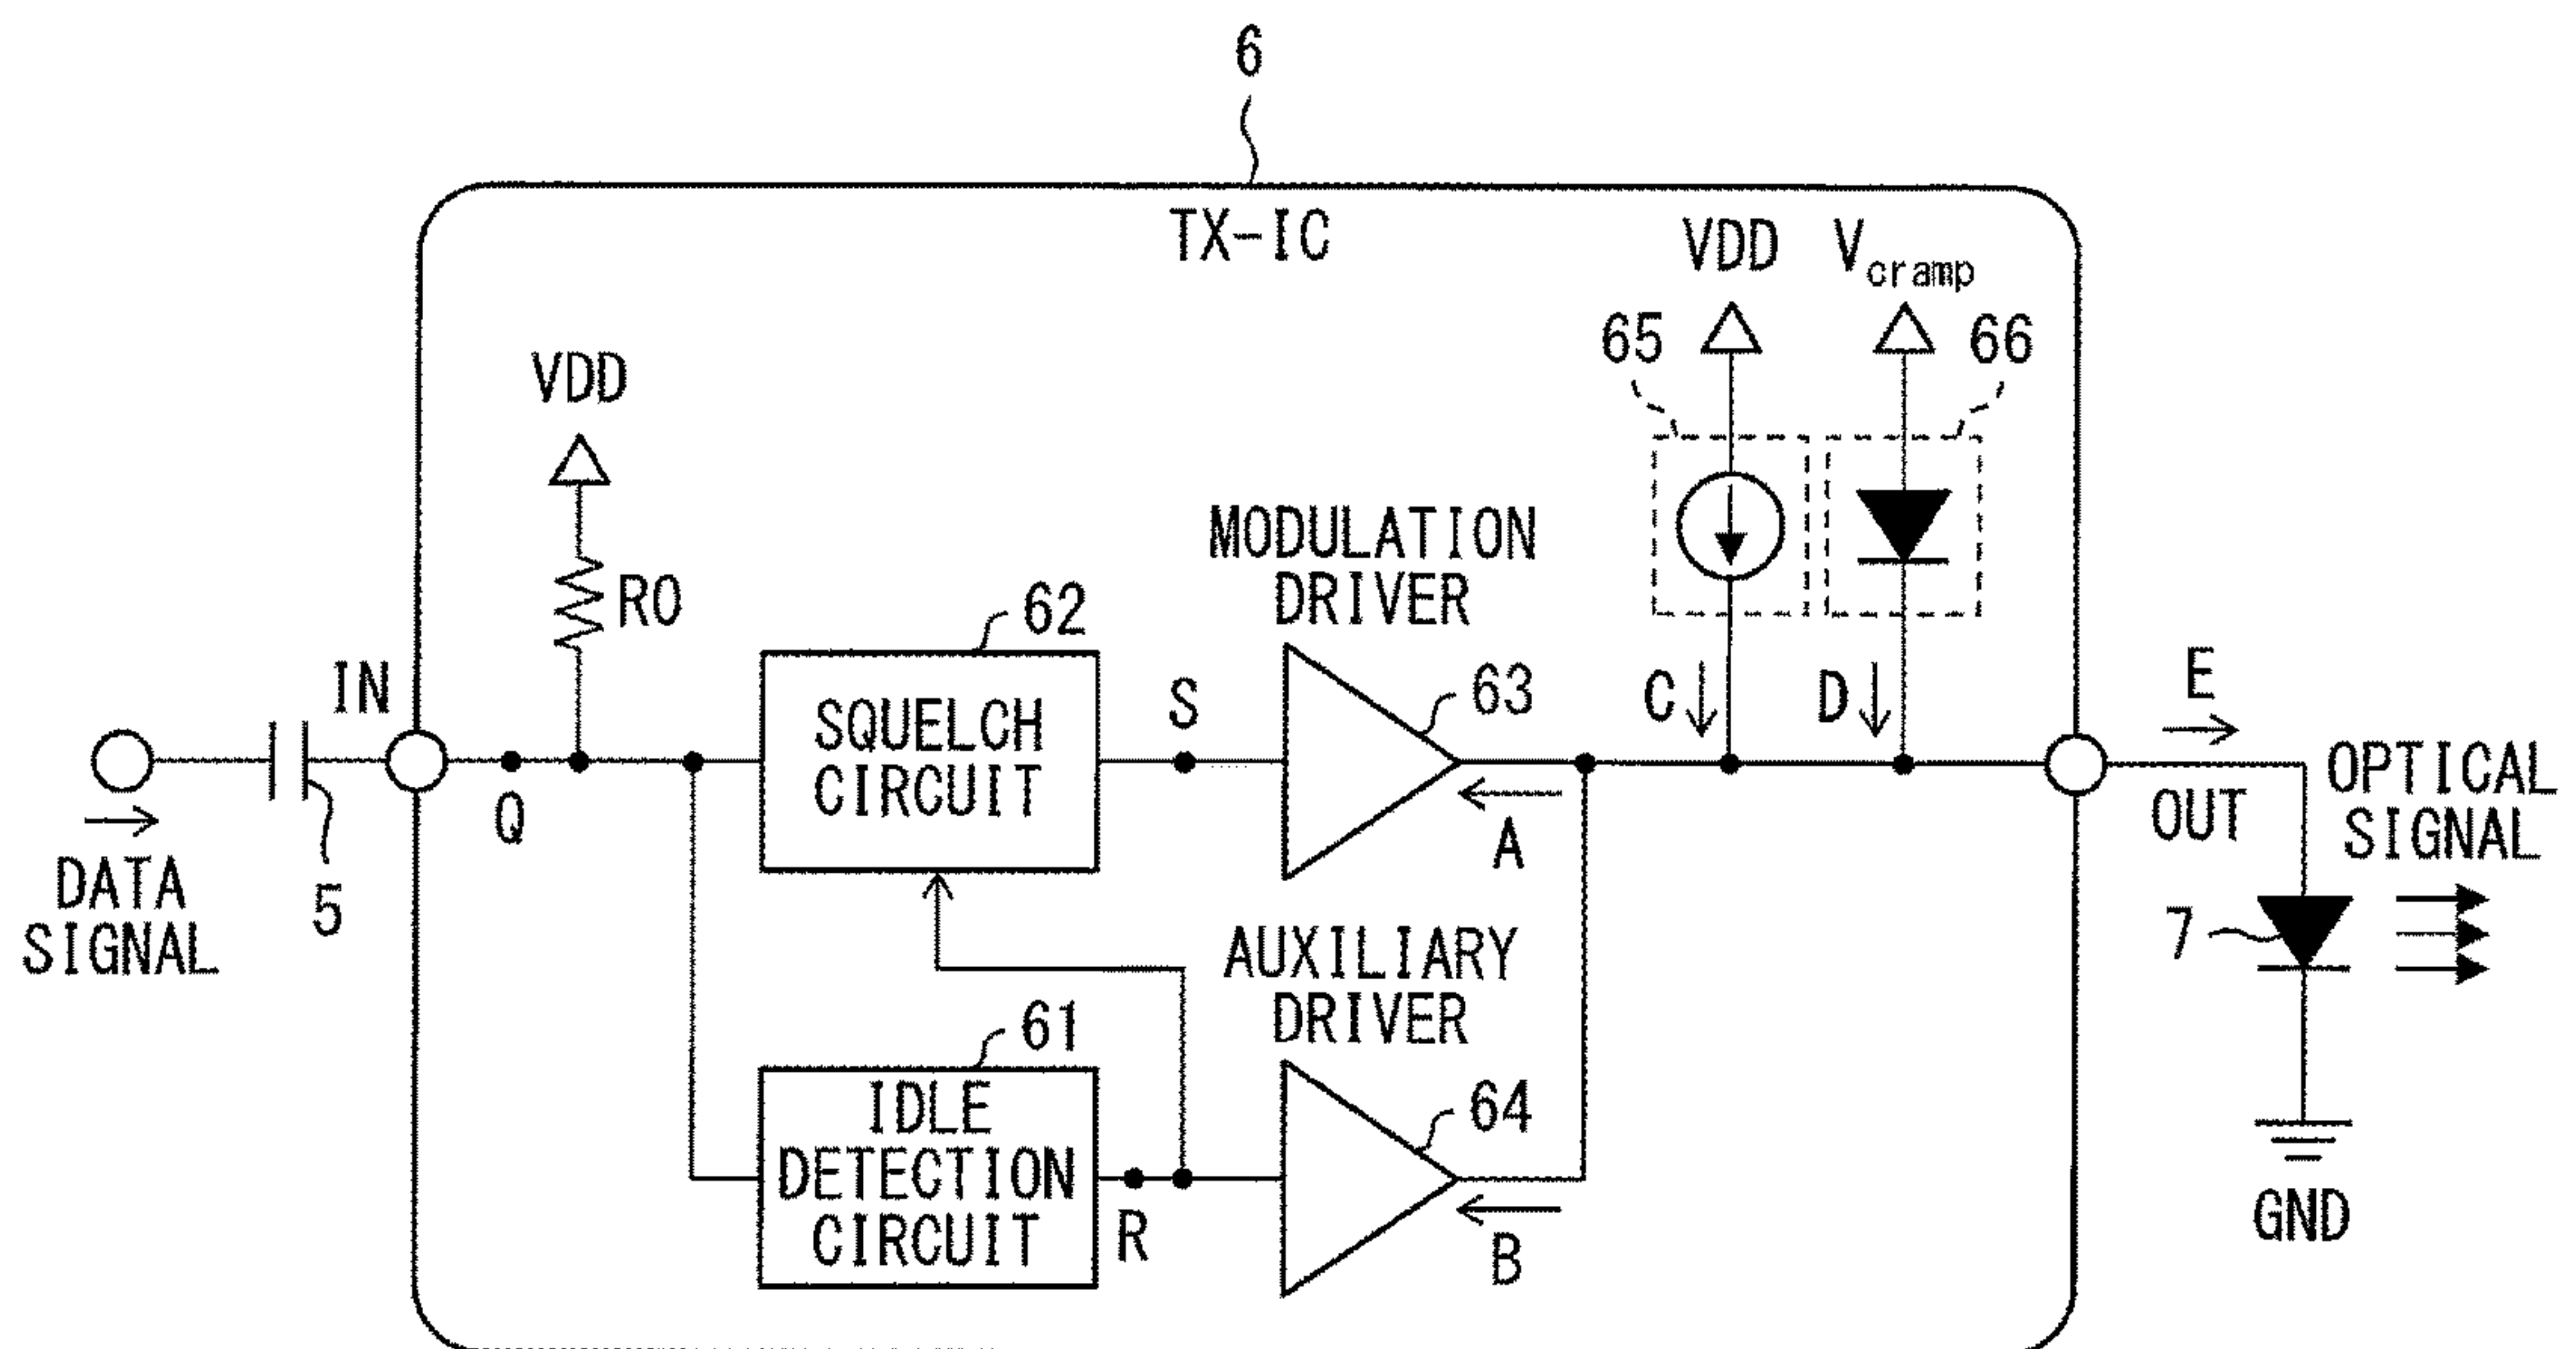 6
TX-IC
VDD
Vcramp
65
66
VDD
R0
MODULATION
DRIVER
62
63
IN
SQUELCH
CIRCUIT
S
C
D
E
Q
A
OUT
OPTICAL
SIGNAL
DATA
SIGNAL
5
7
AUXILIARY
DRIVER
61
64
IDLE
DETECTION
CIRCUIT
R
B
GND